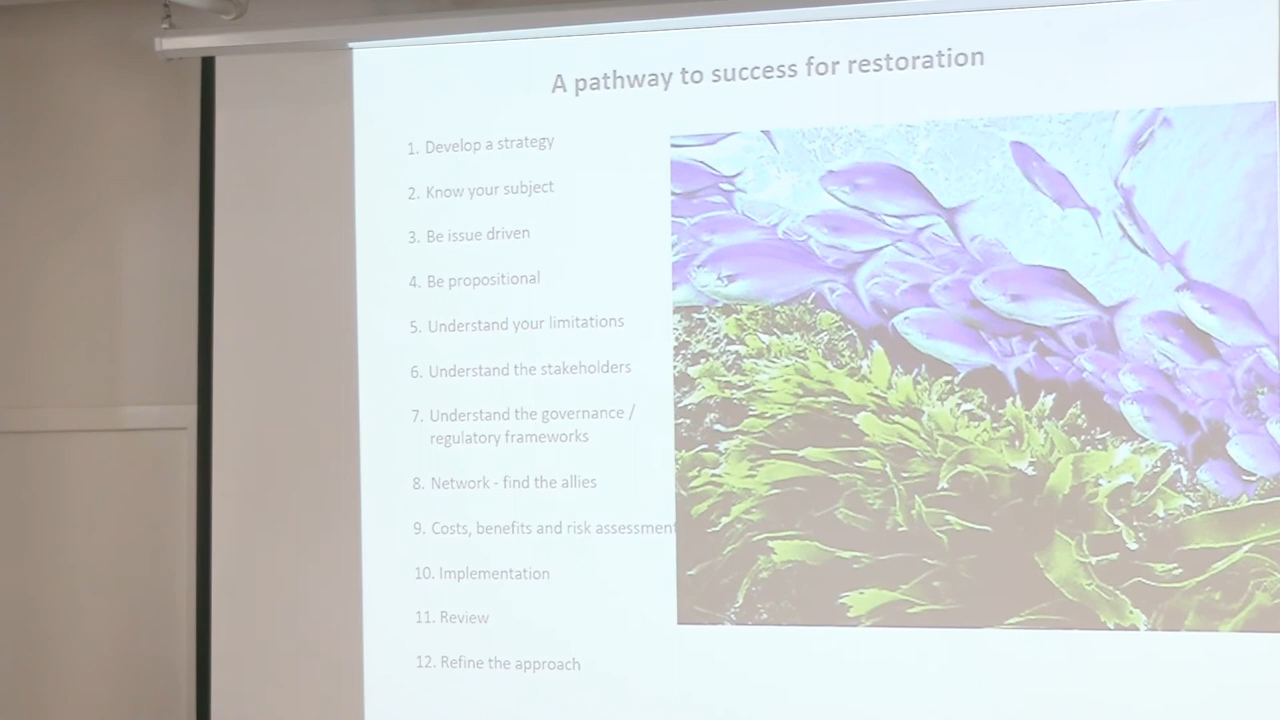 A pathway to success for restoration
1. Develop a strategy
2. Know your subject
3. Be issue driven
4. Be propositional
5. Understand your limitations
6. Understand the stakeholders
7. Understand the governance /
regulatory frameworks
8. Network - find the allies
9. Costs, benefits and risk assessment
10. Implementation
11. Review
12. Refine the approach